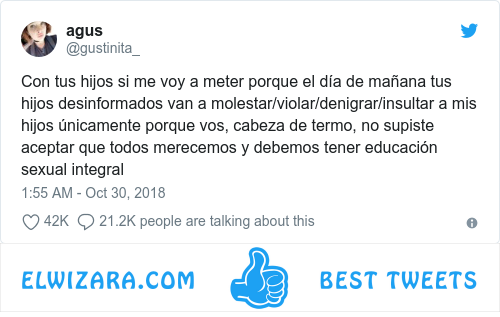 agus
@gustinita_
Con tus hijos si me voy a meter porque el día de mañana tus
hijos desinformados van a molestar/violar/denigrar/insultar a mis
hijos únicamente porque vos, cabeza de termo, no supiste
aceptar que todos merecemos y debemos tener educación
sexual integral
1:55 AM - Oct 30, 2018
42K 21.2K people are talking about this
ELWIZARA.COM BEST TWEETS